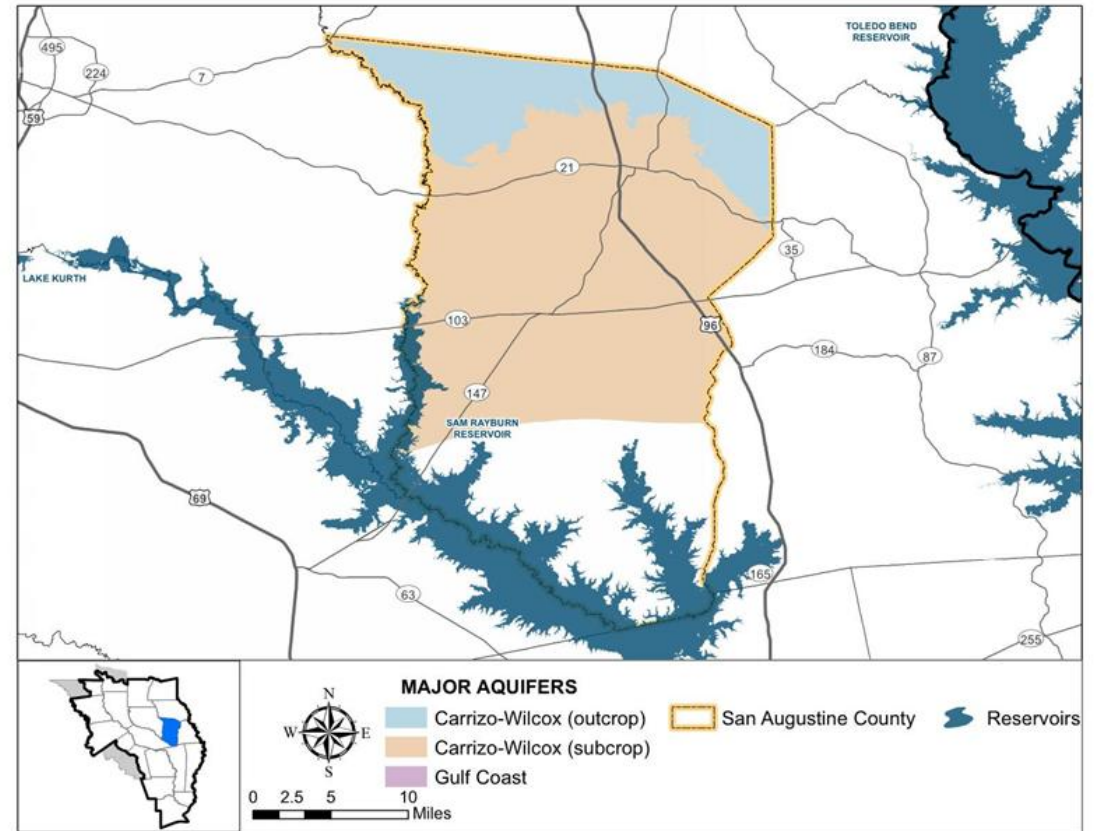 TOLEDO BEND
RESERVOIR
495
224
7
59
21
35
LAKE KURTH
103
96
184
87
147
SAM RAYBURN
RESERVOIR
69
165
63
255
MAJOR AQUIFERS
N
W
E
S
Carrizo-Wilcox (outcrop)
Carrizo-Wilcox (subcrop)
Gulf Coast
San Augustine County
Reservoirs
0 2.5 5 10
Miles